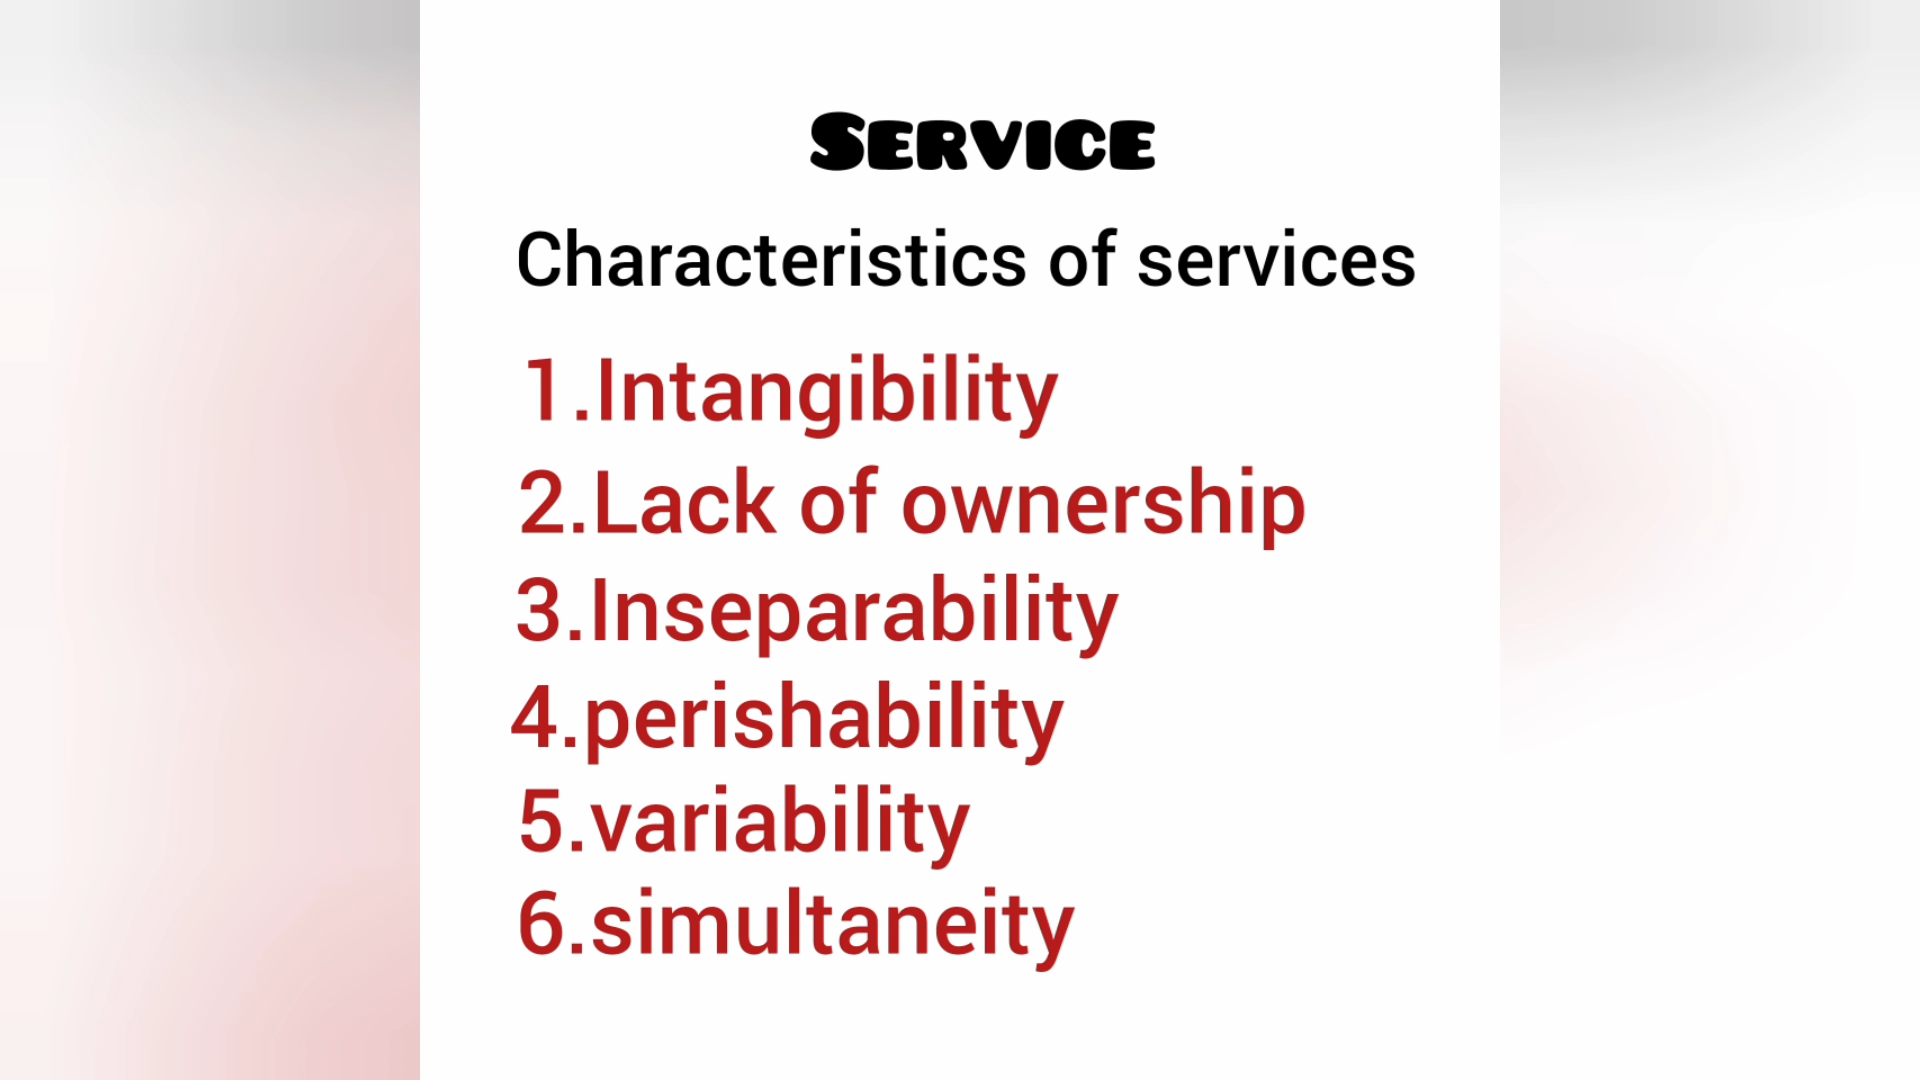 SERVICE
Characteristics of services
1.Intangibility
2.Lack of ownership
3.Inseparability
4.perishability
5.variability
6.simultaneity